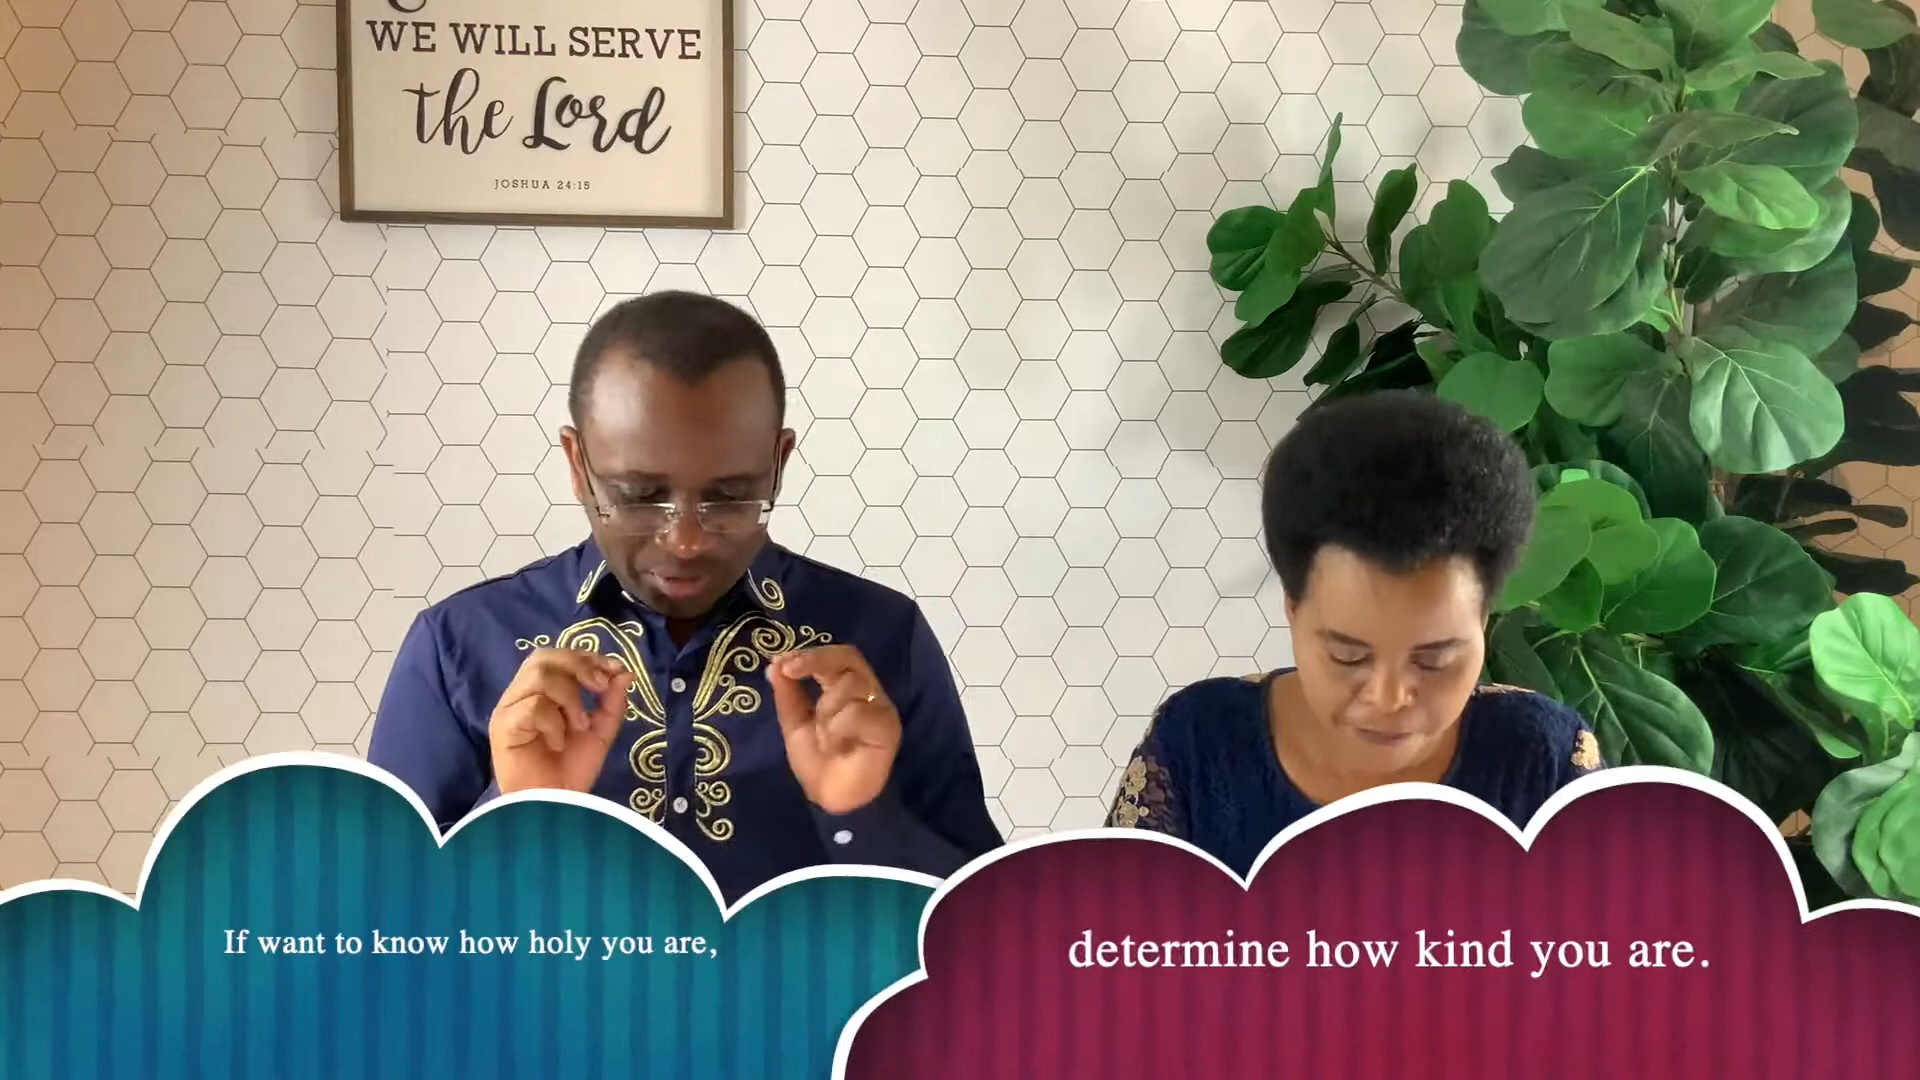 WE WILL SERVE
the Lord
JOSHUA 24:15
If want to know how holy you are,
determine how kind you are.